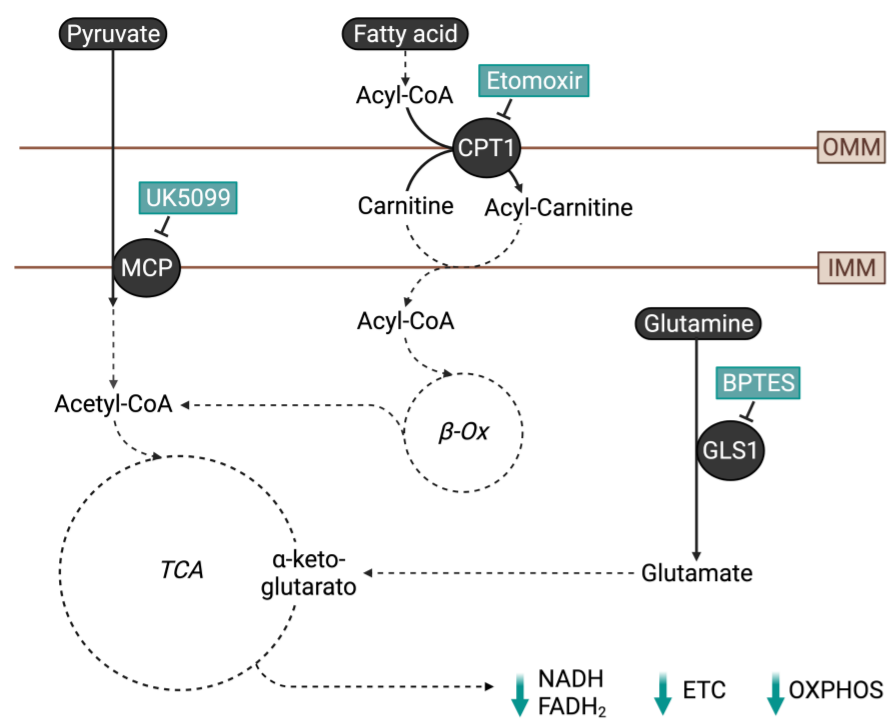 Pyruvate
Fatty acid
Acyl-CoA
Etomoxir
CPT1
OMM
UK5099
Carnitine
Acyl-Carnitine
MCP
IMM
Acyl-CoA
Glutamine
BPTES
Acetyl-CoA
β-Ox
GLS1
TCA
α-keto-
glutarato
Glutamate
NADH
FADH₂
ETC
OXPHOS